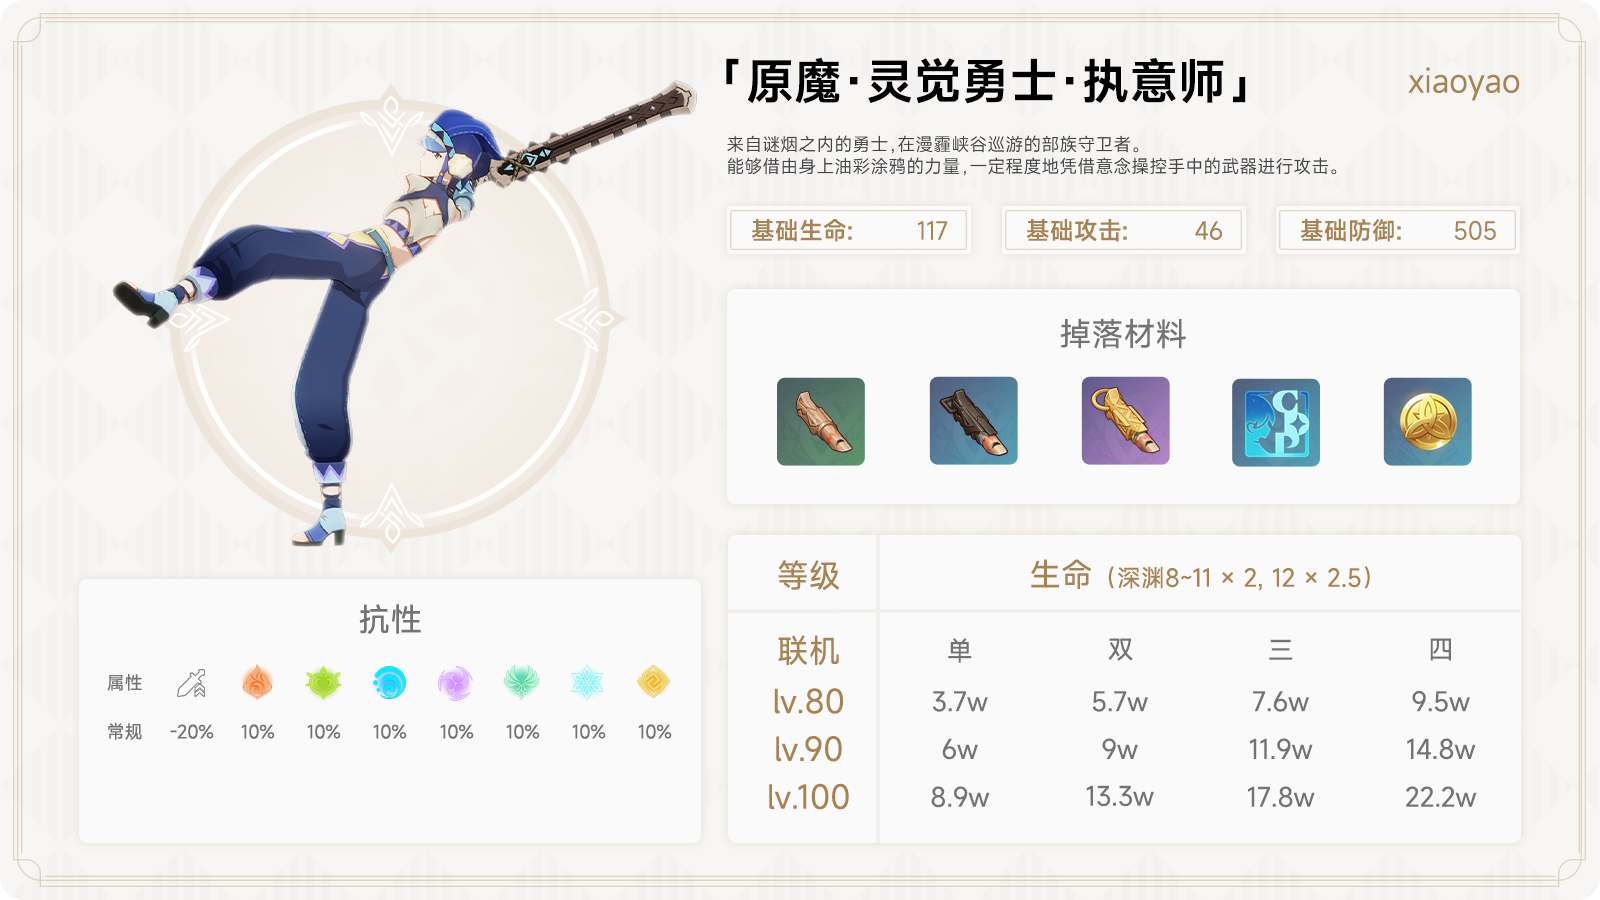 「原魔·灵觉勇士·执意师」
xiaoyao
来自谜烟之内的勇士,在漫霾峡谷巡游的部族守卫者。
能够借由身上油彩涂鸦的力量,一定程度地凭借意念操控手中的武器进行攻击。
基础生命: 117
基础攻击: 46
基础防御: 505
掉落材料
CRP
等级 生命 (深渊8~11 × 2, 12 × 2.5)
联机 单 双 三 四
lv.80 3.7w 5.7w 7.6w 9.5w
lv.90 6w 9w 11.9w 14.8w
lv.100 8.9w 13.3w 17.8w 22.2w
抗性
属性
常规 -20% 10% 10% 10% 10% 10% 10% 10%